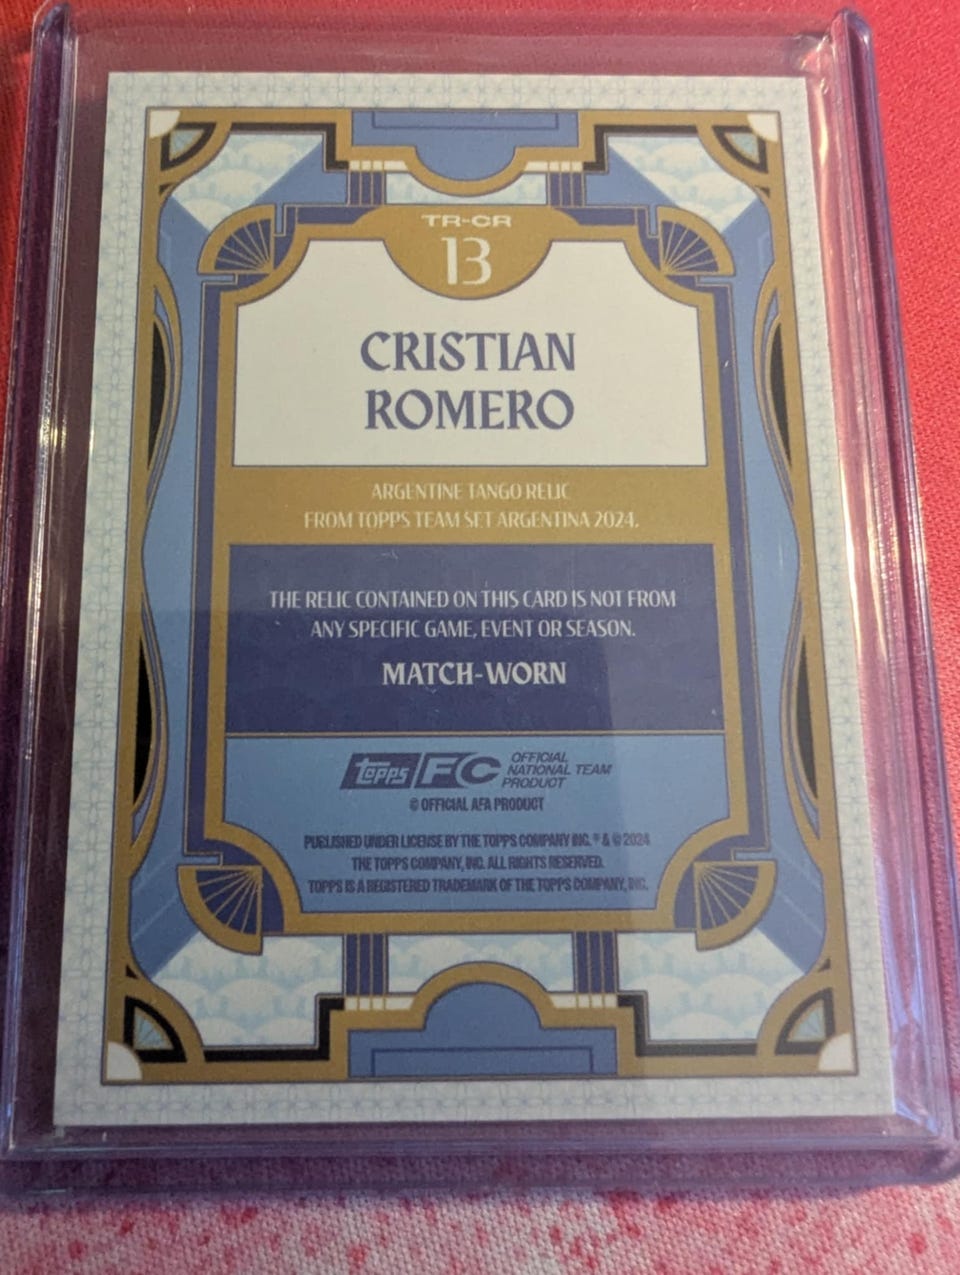 TR-CR
13
CRISTIAN
ROMERO
ARGENTINE TANGO RELIC
FROM TOPPS TEAM SET ARGENTINA 2024.
THE RELIC CONTAINED ON THIS CARD IS NOT FROM
ANY SPECIFIC GAME, EVENT OR SEASON.
MATCH-WORN
Topps FC OFFICIAL
NATIONAL TEAM
PRODUCT
© OFFICIAL AFA PRODUCT
PUBLISHED UNDER LICENSE BY THE TOPPS COMPANY INC. ® & © 2024
THE TOPPS COMPANY, INC. ALL RIGHTS RESERVED.
TOPPS IS A REGISTERED TRADEMARK OF THE TOPPS COMPANY, INC.